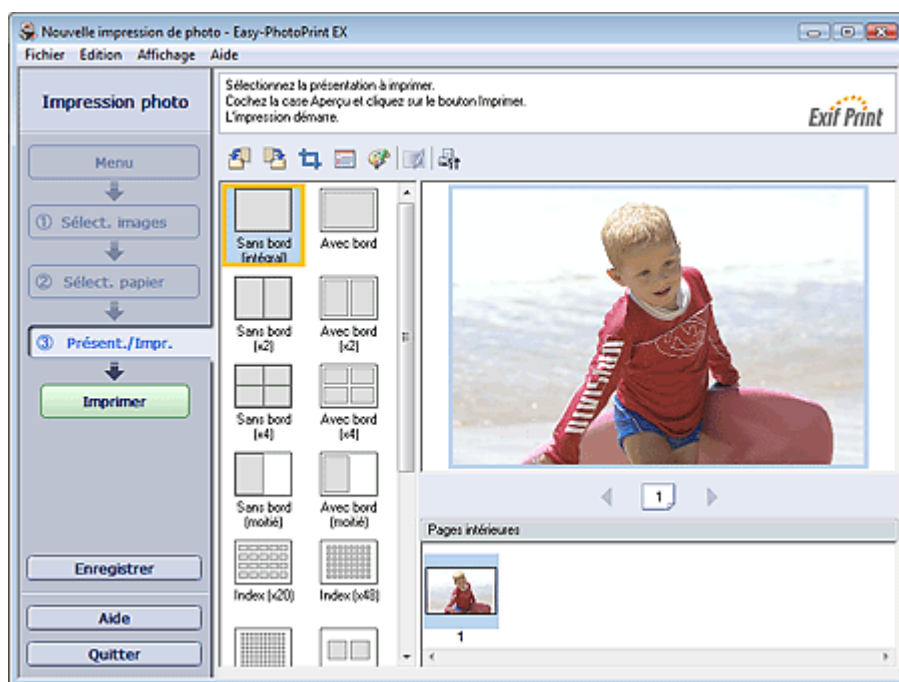 Nouvelle impression de photo - Easy-PhotoPrint EX
Fichier Édition Affichage Aide
Impression photo
Sélectionnez la présentation à imprimer.
Cochez la case Aperçu et cliquez sur le bouton Imprimer.
L'impression démarre.
Exif Print
Menu
① Sélect. images
② Sélect. papier
③ Présent./Impr.
Imprimer
Enregistrer
Aide
Quitter
Sans bord
(intégral)
Avec bord
Sans bord
(x2)
Avec bord
(x2)
Sans bord
(x4)
Avec bord
(x4)
Sans bord
(moitié)
Avec bord
(moitié)
Index (x20)
Index (x48)
DIVISION
1
Pages intérieures
1